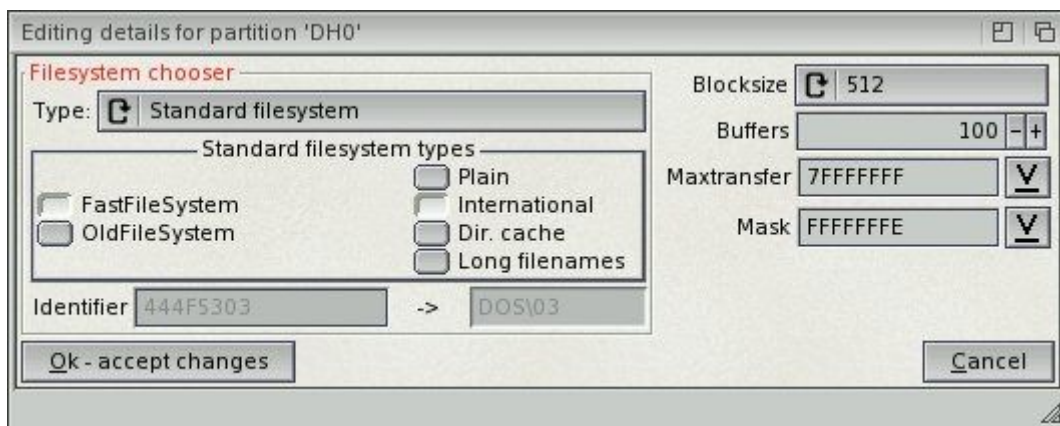 Editing details for partition 'DH0'
Filesystem chooser
Type: Standard filesystem
Standard filesystem types
FastFileSystem
OldFileSystem
Plain
International
Dir. cache
Long filenames
Identifier 444F5303 -> DOS\03
Blocksize 512
Buffers 100 - +
Maxtransfer 7FFFFFFF
Mask FFFFFFFE
Ok - accept changes
Cancel